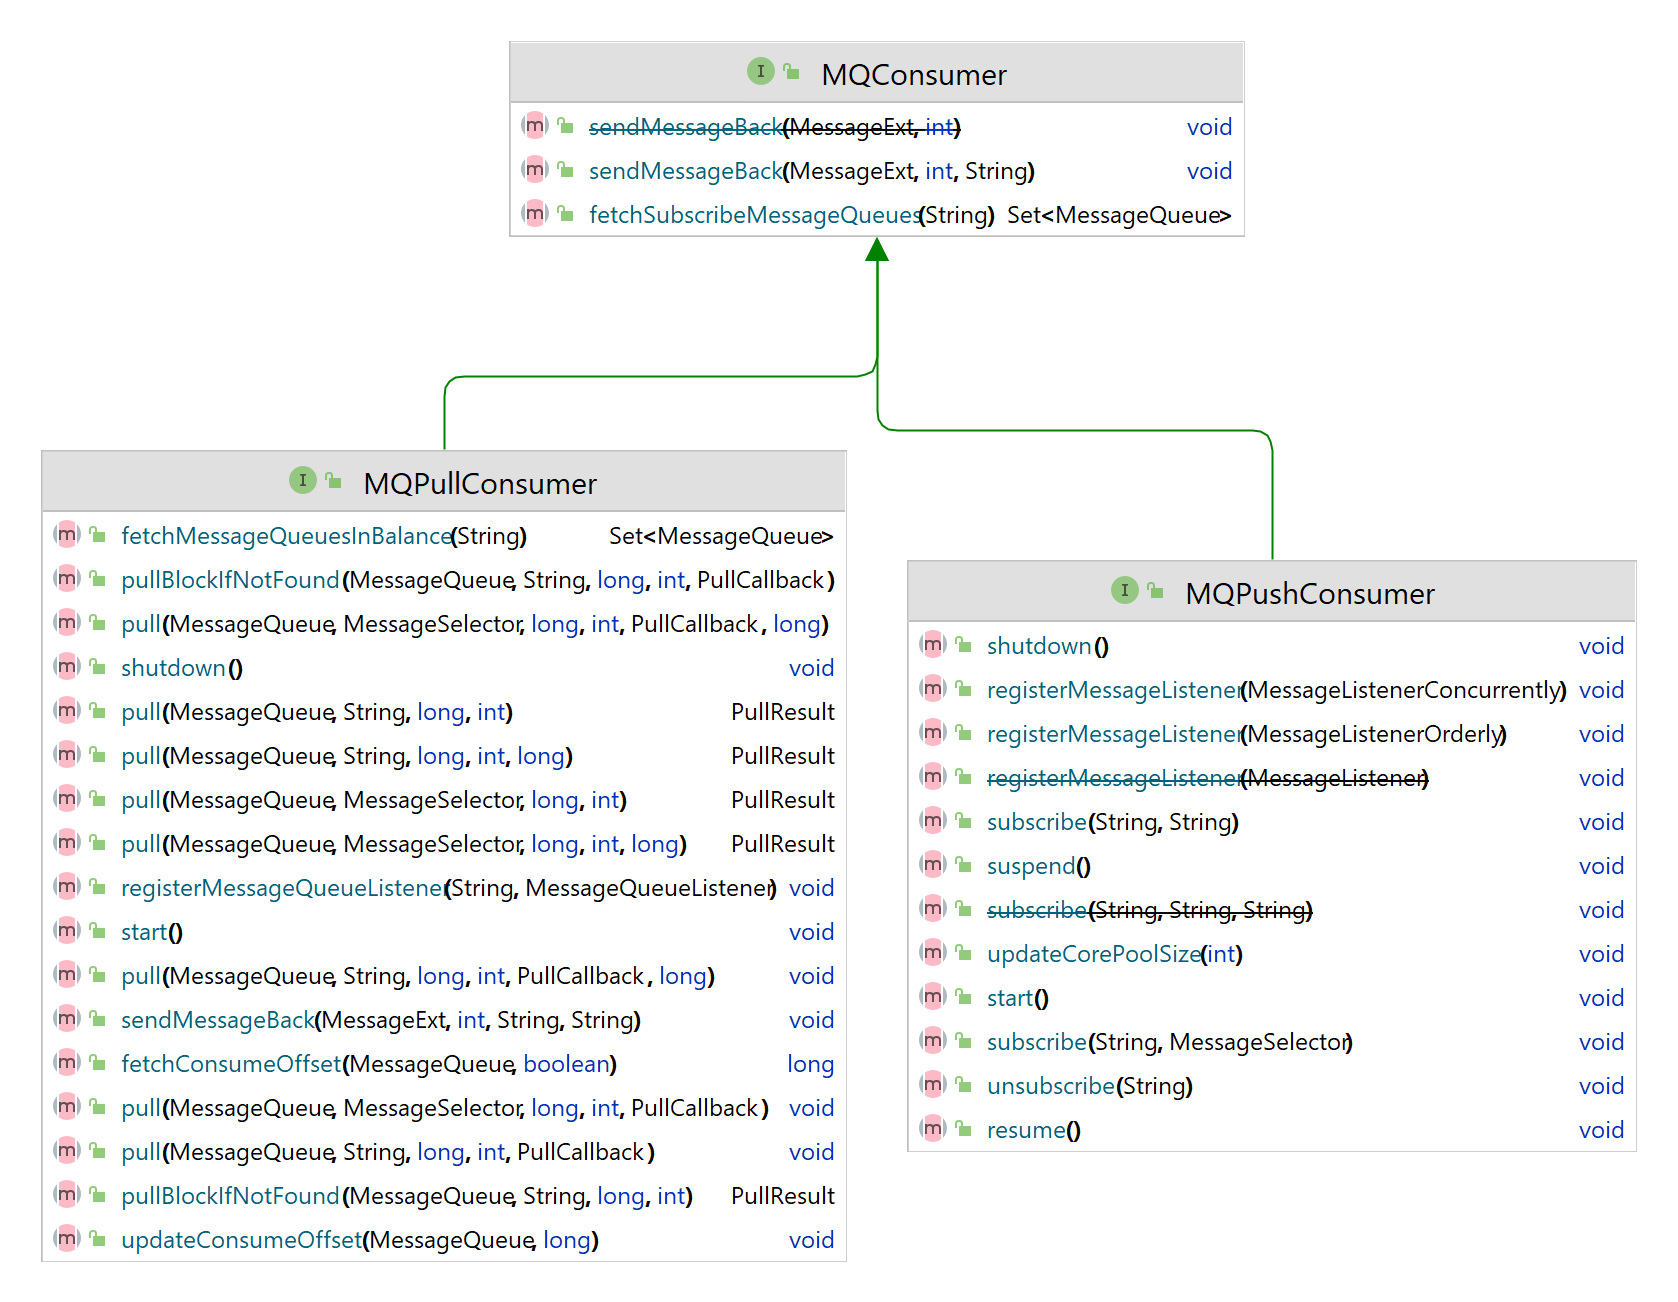 MQConsumer
sendMessageBack(MessageExt, int) void
sendMessageBack(MessageExt, int, String) void
fetchSubscribeMessageQueues(String) Set<MessageQueue>
MQPullConsumer
fetchMessageQueuesInBalance(String) Set<MessageQueue>
pullBlockIfNotFound(MessageQueue, String, long, int, PullCallback)
pull(MessageQueue, MessageSelector, long, int, PullCallback, long)
shutdown() void
pull(MessageQueue, String, long, int) PullResult
pull(MessageQueue, String, long, int, long) PullResult
pull(MessageQueue, MessageSelector, long, int) PullResult
pull(MessageQueue, MessageSelector, long, int, long) PullResult
registerMessageQueueListener(String, MessageQueueListener) void
start() void
pull(MessageQueue, String, long, int, PullCallback, long) void
sendMessageBack(MessageExt, int, String, String) void
fetchConsumeOffset(MessageQueue, boolean) long
pull(MessageQueue, MessageSelector, long, int, PullCallback) void
pull(MessageQueue, String, long, int, PullCallback) void
pullBlockIfNotFound(MessageQueue, String, long, int) PullResult
updateConsumeOffset(MessageQueue, long) void
MQPushConsumer
shutdown() void
registerMessageListener(MessageListenerConcurrently) void
registerMessageListener(MessageListenerOrderly) void
registerMessageListener(MessageListener) void
subscribe(String, String) void
suspend() void
subscribe(String, String, String) void
updateCorePoolSize(int) void
start() void
subscribe(String, MessageSelector) void
unsubscribe(String) void
resume() void